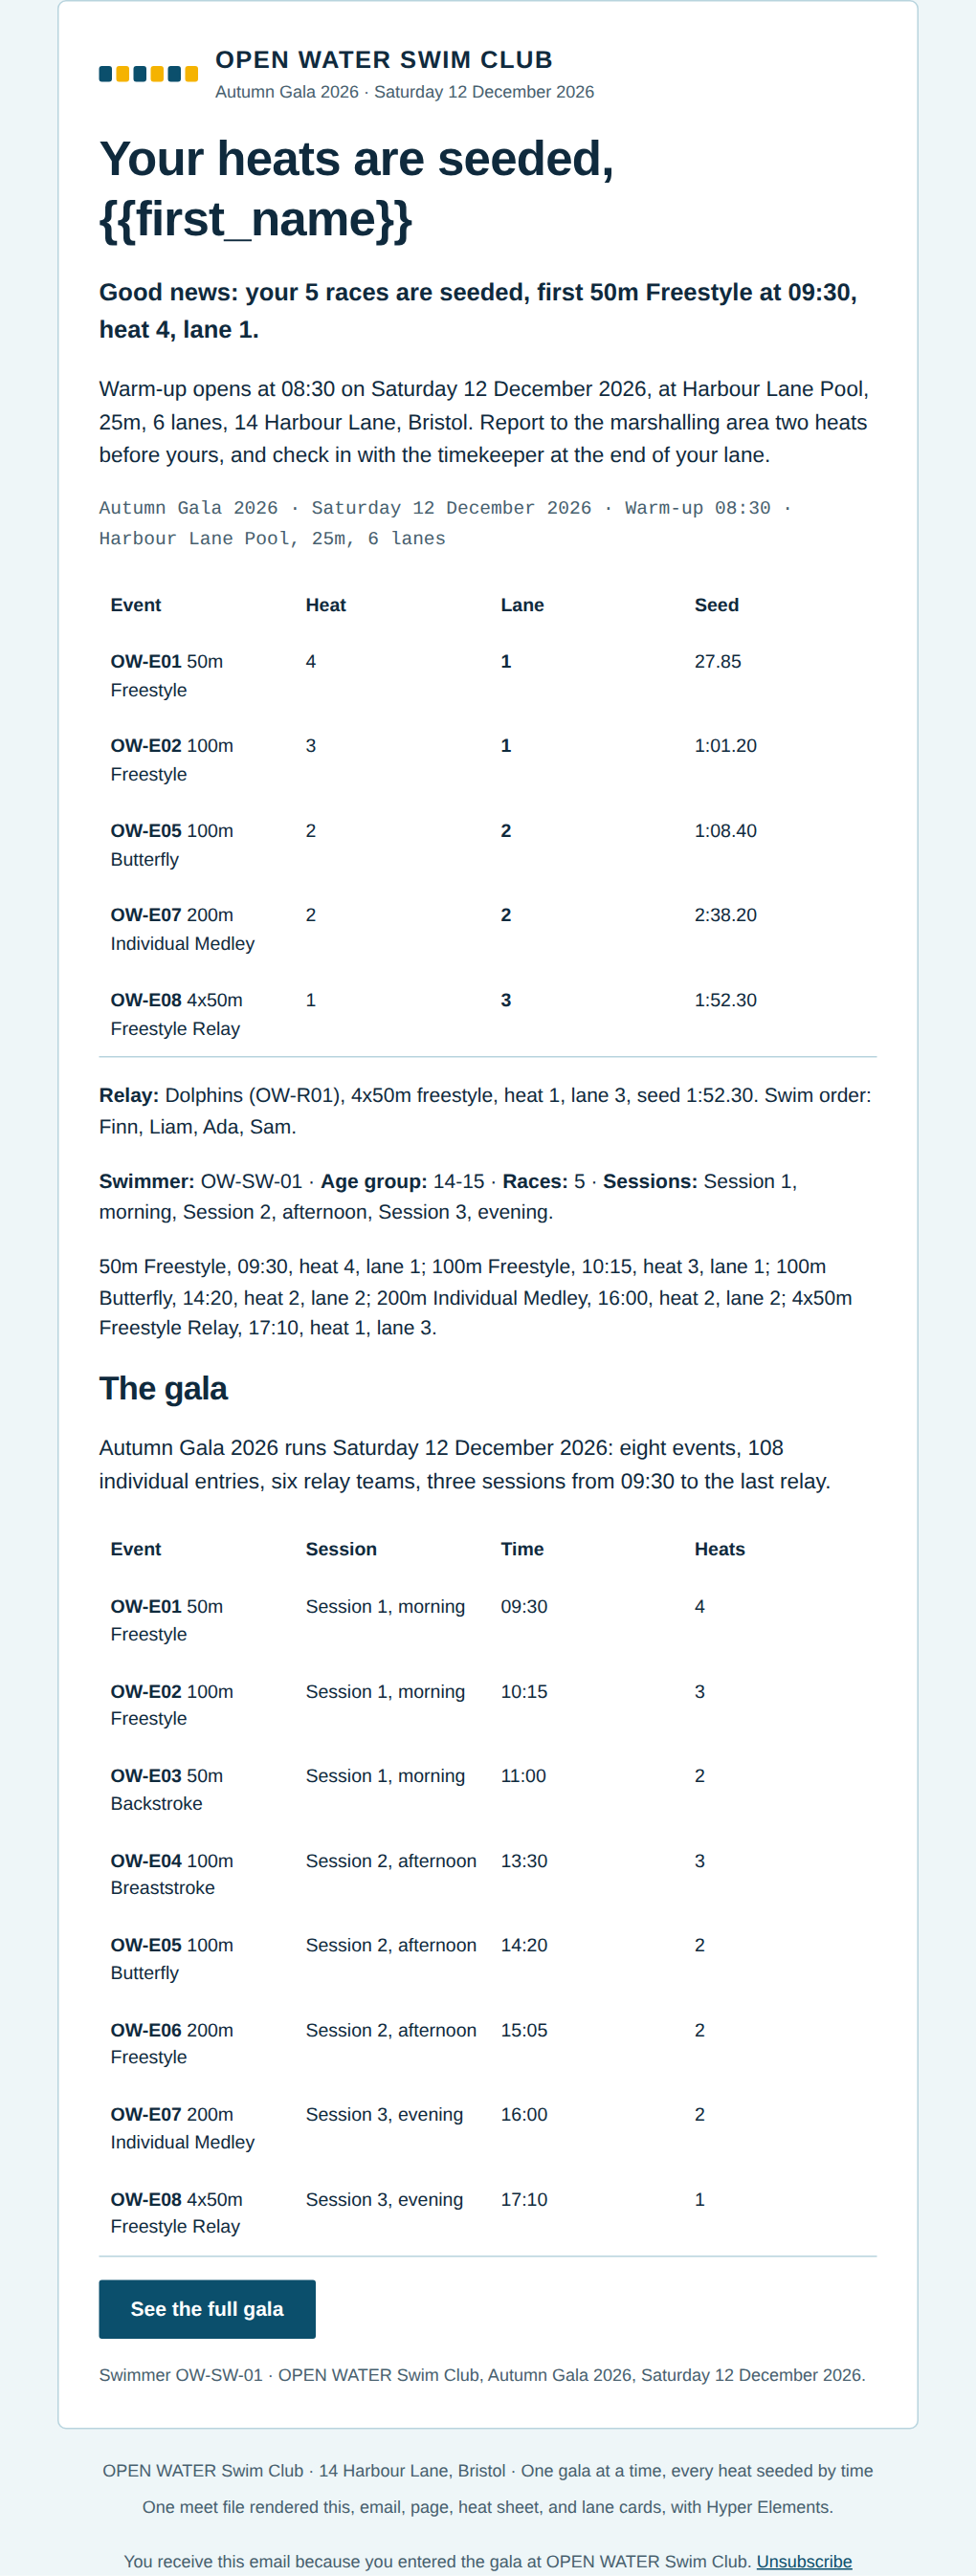 OPEN WATER SWIM CLUB
Autumn Gala 2026 · Saturday 12 December 2026
Your heats are seeded,
{{first_name}}
Good news: your 5 races are seeded, first 50m Freestyle at 09:30,
heat 4, lane 1.
Warm-up opens at 08:30 on Saturday 12 December 2026, at Harbour Lane Pool,
25m, 6 lanes, 14 Harbour Lane, Bristol. Report to the marshalling area two heats
before yours, and check in with the timekeeper at the end of your lane.
Autumn Gala 2026 · Saturday 12 December 2026 · Warm-up 08:30 ·
Harbour Lane Pool, 25m, 6 lanes
Event Heat Lane Seed
OW-E01 50m 4 1 27.85
Freestyle
OW-E02 100m 3 1 1:01.20
Freestyle
OW-E05 100m 2 2 1:08.40
Butterfly
OW-E07 200m 2 2 2:38.20
Individual Medley
OW-E08 4x50m 1 3 1:52.30
Freestyle Relay
Relay: Dolphins (OW-R01), 4x50m freestyle, heat 1, lane 3, seed 1:52.30. Swim order:
Finn, Liam, Ada, Sam.
Swimmer: OW-SW-01 · Age group: 14-15 · Races: 5 · Sessions: Session 1,
morning, Session 2, afternoon, Session 3, evening.
50m Freestyle, 09:30, heat 4, lane 1; 100m Freestyle, 10:15, heat 3, lane 1; 100m
Butterfly, 14:20, heat 2, lane 2; 200m Individual Medley, 16:00, heat 2, lane 2; 4x50m
Freestyle Relay, 17:10, heat 1, lane 3.
The gala
Autumn Gala 2026 runs Saturday 12 December 2026: eight events, 108
individual entries, six relay teams, three sessions from 09:30 to the last relay.
Event Session Time Heats
OW-E01 50m Session 1, morning 09:30 4
Freestyle
OW-E02 100m Session 1, morning 10:15 3
Freestyle
OW-E03 50m Session 1, morning 11:00 2
Backstroke
OW-E04 100m Session 2, afternoon 13:30 3
Breaststroke
OW-E05 100m Session 2, afternoon 14:20 2
Butterfly
OW-E06 200m Session 2, afternoon 15:05 2
Freestyle
OW-E07 200m Session 3, evening 16:00 2
Individual Medley
OW-E08 4x50m Session 3, evening 17:10 1
Freestyle Relay
See the full gala
Swimmer OW-SW-01 · OPEN WATER Swim Club, Autumn Gala 2026, Saturday 12 December 2026.
OPEN WATER Swim Club · 14 Harbour Lane, Bristol · One gala at a time, every heat seeded by time
One meet file rendered this, email, page, heat sheet, and lane cards, with Hyper Elements.
You receive this email because you entered the gala at OPEN WATER Swim Club. Unsubscribe